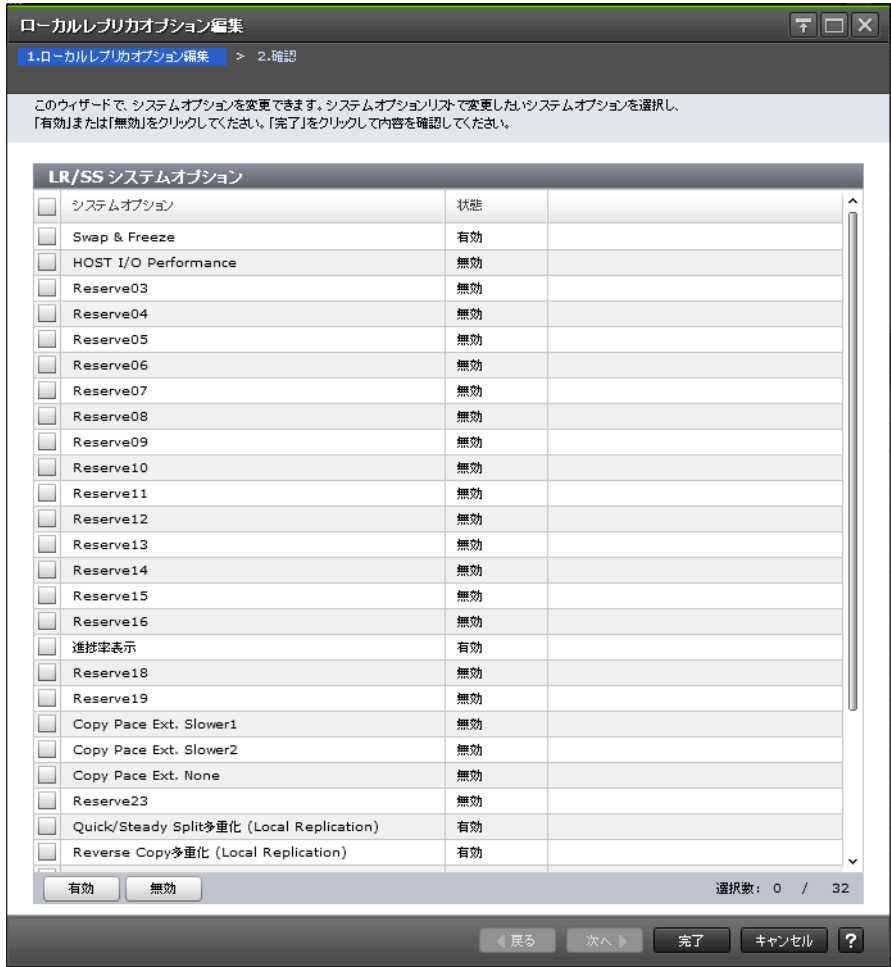 ローカルレプリカオプション編集
1.ローカルレプリカオプション編集 > 2.確認
このウィザードで、システムオプションを変更できます。システムオプションリストで変更したいシステムオプションを選択し、
「有効」または「無効」をクリックしてください。「完了」をクリックして内容を確認してください。
LR/SS システムオプション
システムオプション 状態
Swap & Freeze 有効
HOST I/O Performance 無効
Reserve03 無効
Reserve04 無効
Reserve05 無効
Reserve06 無効
Reserve07 無効
Reserve08 無効
Reserve09 無効
Reserve10 無効
Reserve11 無効
Reserve12 無効
Reserve13 無効
Reserve14 無効
Reserve15 無効
Reserve16 無効
進捗率表示 有効
Reserve18 無効
Reserve19 無効
Copy Pace Ext. Slower1 無効
Copy Pace Ext. Slower2 無効
Copy Pace Ext. None 無効
Reserve23 無効
Quick/Steady Split多重化 (Local Replication) 有効
Reverse Copy多重化 (Local Replication) 有効
有効 無効 選択数: 0 / 32
戻る 次へ 完了 キャンセル ?